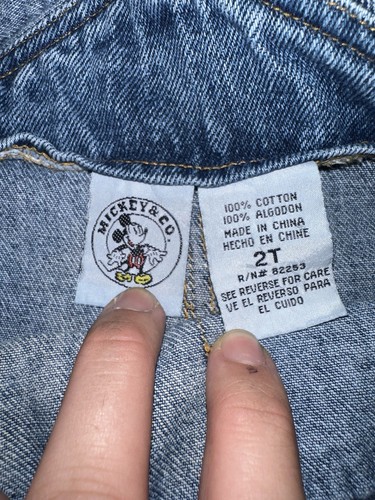 MICKEY & CO.
100% COTTON
100% ALGODON
MADE IN CHINA
HECHO EN CHINE
2T
R/N# 82253
SEE REVERSE FOR CARE
VE EL REVERSO PARA
EL CUIDO